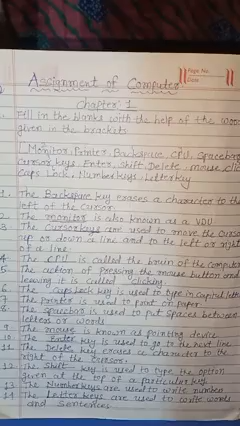 Page No.
Date
Assignment of Computer
Chapter: 1
Fill in the blanks with the help of the word
given in the brackets
Monitor, Printer, Backspace, CPU, Spacebar
Cursor keys, Enter, Shift, Delete, mouse, click
Caps Lock, Number keys, Letter key
1. The Backspace key erases a character to the
left of the cursor
2. The monitor is also known as a VDU
3. The Cursor keys are used to move the cursor
up or down a line and to the left or right
of a line.
4 The CPU is called the brain of the computer
5. The action of pressing the mouse button and
leaving it is called clicking.
6 The Caps lock key is used to type in capital letter
7 The printer is used to print on paper.
8 The spacebar is used to put spaces between
letters or words
9. The mouse is known as pointing device
10 The Enter key is used to go to the next line
11 The Delete key erases a character to the
right of the cursor.
12 The Shift key is used to type the option
given at the top of a particular key.
13 The Number keys are used to write number
14 The Letter keys are used to write words
and sentences